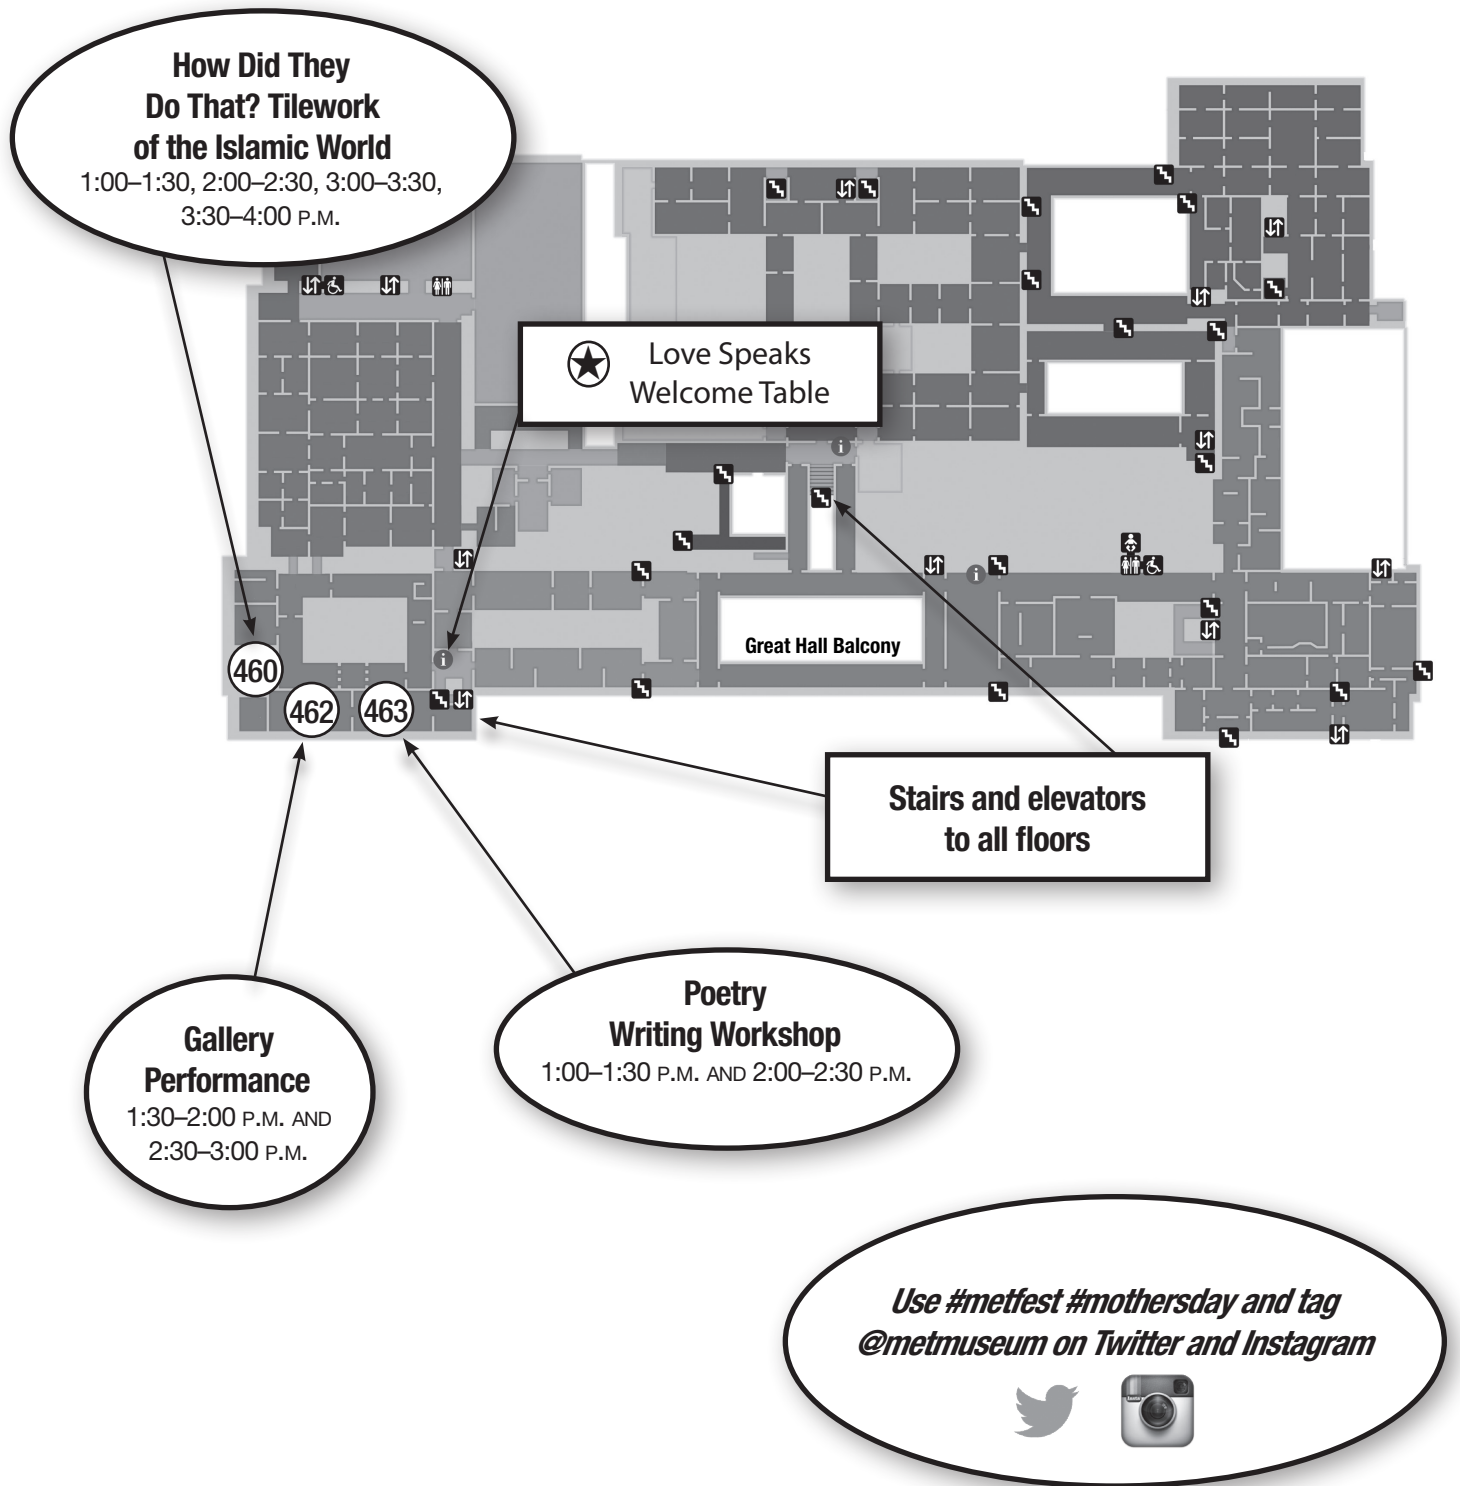 How Did They
Do That? Tilework
of the Islamic World
1:00–1:30, 2:00–2:30, 3:00–3:30,
3:30–4:00 P.M.
Love Speaks
Welcome Table
i
i
Great Hall Balcony
i
460
462
463
Stairs and elevators
to all floors
Gallery
Performance
1:30–2:00 P.M. AND
2:30–3:00 P.M.
Poetry
Writing Workshop
1:00–1:30 P.M. AND 2:00–2:30 P.M.
Use #metfest #mothersday and tag
@metmuseum on Twitter and Instagram